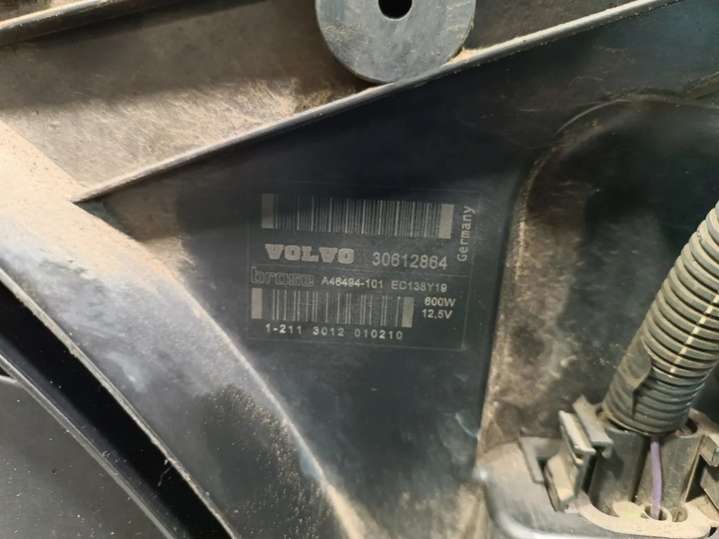 VOLVO 30612864
Germany
brose A46494-101 EC138Y19
600W
12,5V
1-211 3012 010210